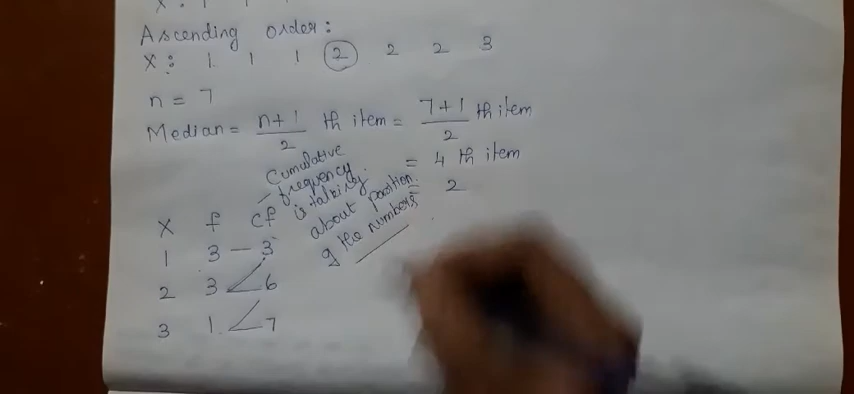 Ascending order:
X: 1 1 1 2 2 2 3
n = 7
Median = n+1/2 th item = 7+1/2 th item
= 4 th item
= 2
Cumulative
frequency
is talking
about position
of the numbers
X f cf
1 3 — 3
2 3 6
3 1 7